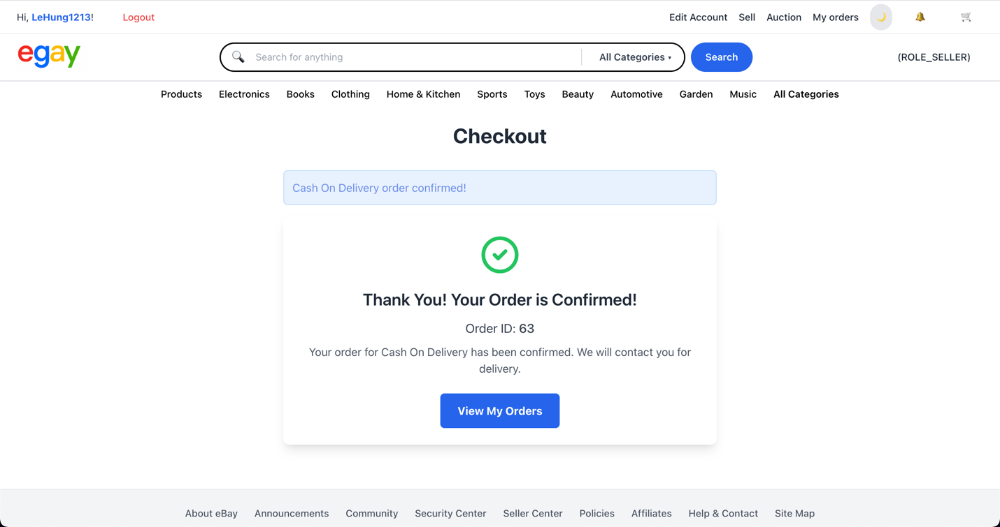 Hi, LeHung1213! Logout Edit Account Sell Auction My orders
egay Search for anything All Categories ▾ Search (ROLE_SELLER)
Products Electronics Books Clothing Home & Kitchen Sports Toys Beauty Automotive Garden Music All Categories
Checkout
Cash On Delivery order confirmed!
Thank You! Your Order is Confirmed!
Order ID: 63
Your order for Cash On Delivery has been confirmed. We will contact you for
delivery.
View My Orders
About eBay Announcements Community Security Center Seller Center Policies Affiliates Help & Contact Site Map